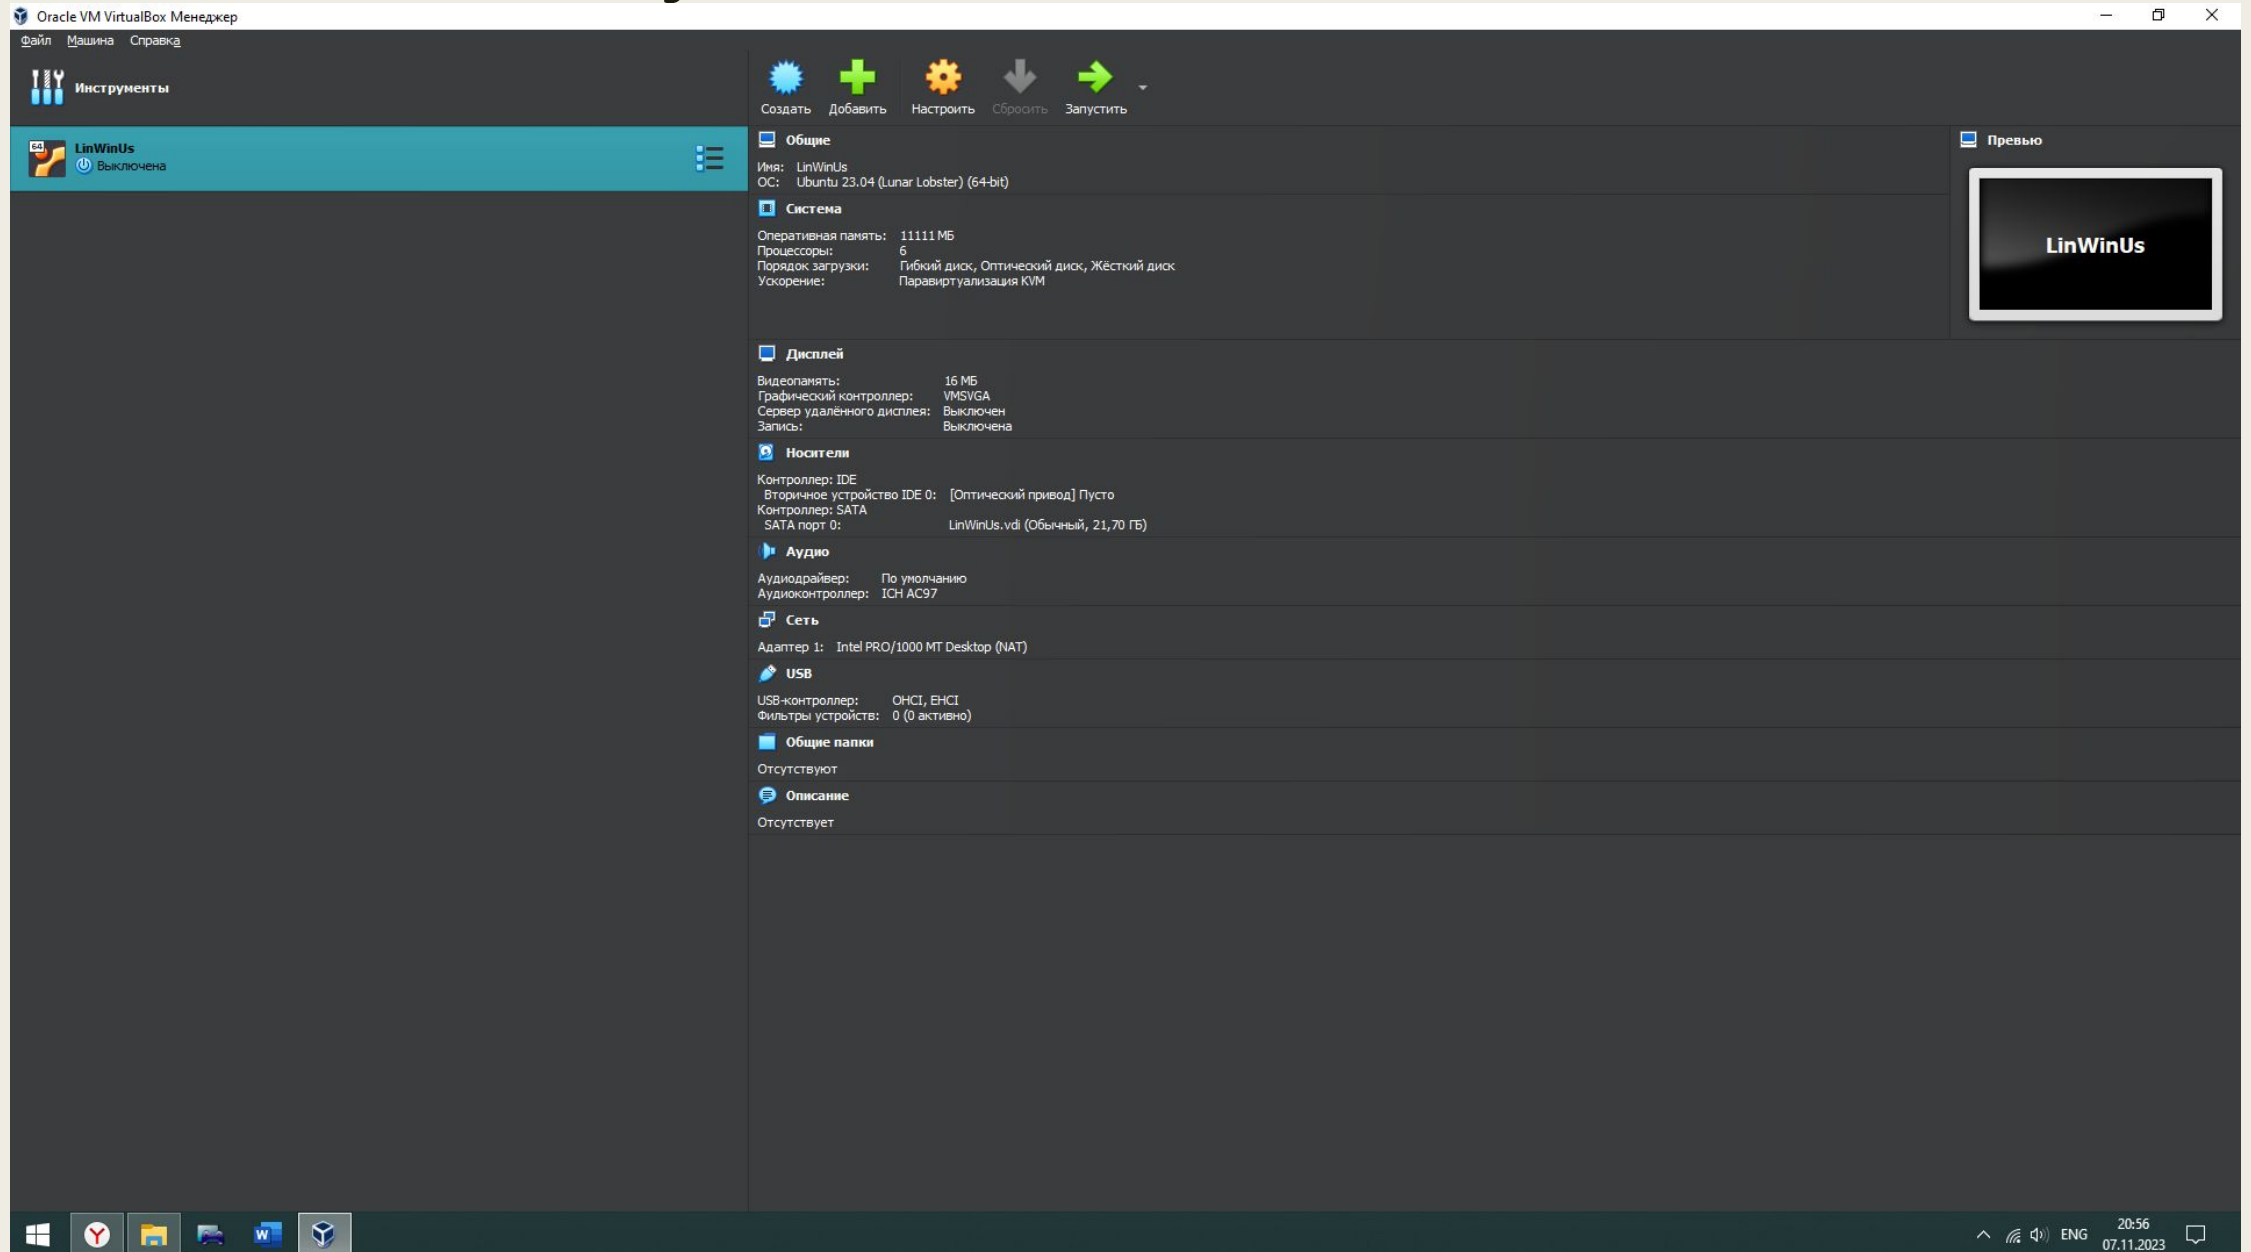 Oracle VM VirtualBox Менеджер
Файл Машина Справка
Инструменты
Создать Добавить Настроить Сбросить Запустить
64
LinWinUs
Выключена
Общие
Имя: LinWinUs
ОС: Ubuntu 23.04 (Lunar Lobster) (64-bit)
Превью
LinWinUs
Система
Оперативная память: 11111 МБ
Процессоры: 6
Порядок загрузки: Гибкий диск, Оптический диск, Жёсткий диск
Ускорение: Паравиртуализация KVM
Дисплей
Видеопамять: 16 МБ
Графический контроллер: VMSVGA
Сервер удалённого дисплея: Выключен
Запись: Выключена
Носители
Контроллер: IDE
Вторичное устройство IDE 0: [Оптический привод] Пусто
Контроллер: SATA
SATA порт 0: LinWinUs.vdi (Обычный, 21,70 ГБ)
Аудио
Аудиодрайвер: По умолчанию
Аудиоконтроллер: ICH AC97
Сеть
Адаптер 1: Intel PRO/1000 MT Desktop (NAT)
USB
USB-контроллер: OHCI, EHCI
Фильтры устройств: 0 (0 активно)
Общие папки
Отсутствуют
Описание
Отсутствует
ENG
20:56
07.11.2023